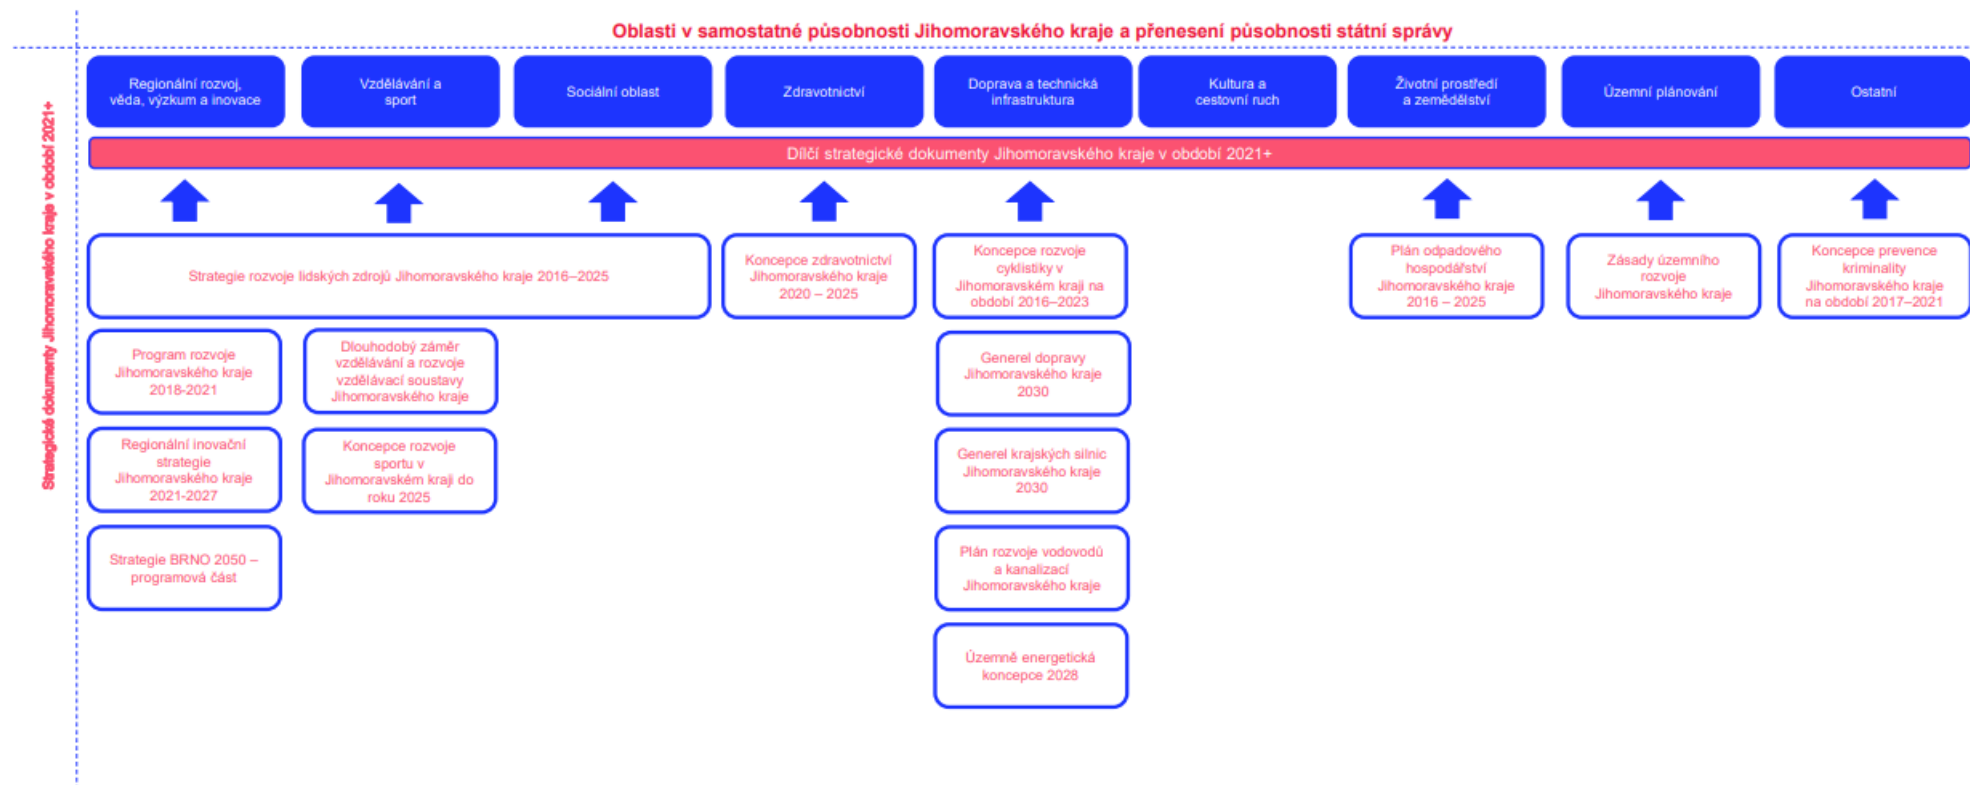 Oblasti v samostatné působnosti Jihomoravského kraje a přenesení působnosti státní správy
Strategické dokumenty Jihomoravského kraje v období 2021+
Regionální rozvoj,
věda, výzkum a inovace
Vzdělávání a
sport
Sociální oblast
Zdravotnictví
Doprava a technická
infrastruktura
Kultura a
cestovní ruch
Životní prostředí
a zemědělství
Územní plánování
Ostatní
Dílčí strategické dokumenty Jihomoravského kraje v období 2021+
Strategie rozvoje lidských zdrojů Jihomoravského kraje 2016–2025
Koncepce zdravotnictví
Jihomoravského kraje
2020 – 2025
Koncepce rozvoje
cyklistiky v
Jihomoravském kraji na
období 2016–2023
Plán odpadového
hospodářství
Jihomoravského kraje
2016 – 2025
Zásady územního
rozvoje
Jihomoravského kraje
Koncepce prevence
kriminality
Jihomoravského kraje
na období 2017–2021
Program rozvoje
Jihomoravského kraje
2018-2021
Dlouhodobý záměr
vzdělávání a rozvoje
vzdělávací soustavy
Jihomoravského kraje
Generel dopravy
Jihomoravského kraje
2030
Regionální inovační
strategie
Jihomoravského kraje
2021-2027
Koncepce rozvoje
sportu v
Jihomoravském kraji do
roku 2025
Generel krajských silnic
Jihomoravského kraje
2030
Strategie BRNO 2050 –
programová část
Plán rozvoje vodovodů
a kanalizací
Jihomoravského kraje
Územně energetická
koncepce 2028